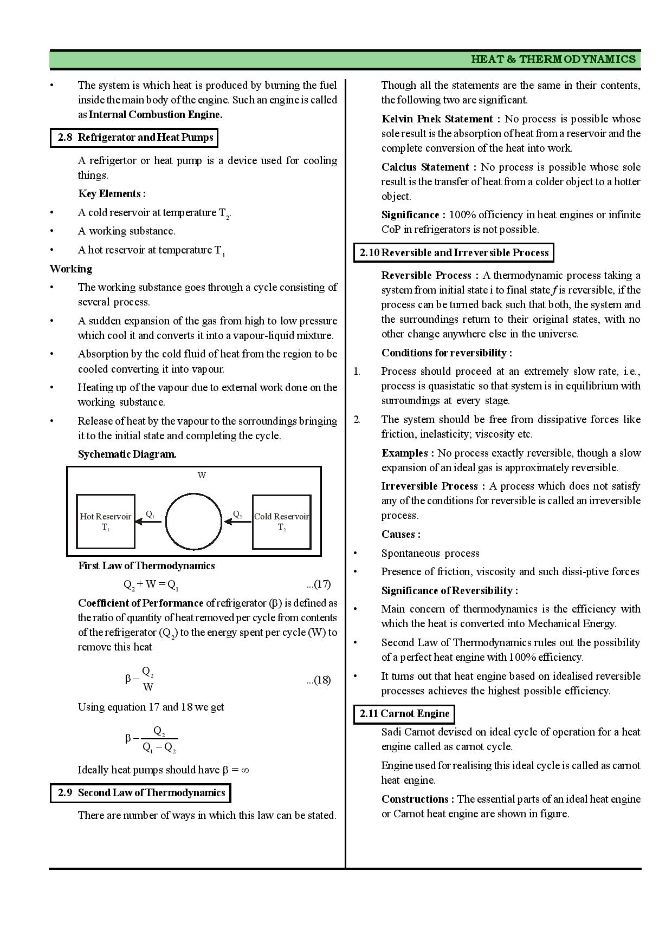 HEAT & THERMODYNAMICS
• The system is which heat is produced by burning the fuel
inside the main body of the engine. Such an engine is called
as Internal Combustion Engine.
2.8 Refrigerator and Heat Pumps
A refrigertor or heat pump is a device used for cooling
things.
Key Elements :
• A cold reservoir at temperature T₂.
• A working substance.
• A hot reservoir at temperature T₁
Working
• The working substance goes through a cycle consisting of
several process.
• A sudden expansion of the gas from high to low pressure
which cool it and converts it into a vapour-liquid mixture.
• Absorption by the cold fluid of heat from the region to be
cooled converting it into vapour.
• Heating up of the vapour due to external work done on the
working substance.
• Release of heat by the vapour to the sorroundings bringing
it to the initial state and completing the cycle.
Sychematic Diagram.
W
Hot Reservoir
T₁
Q₁
Q₂
Cold Reservoir
T₂
First Law of Thermodynamics
Q₂ + W = Q₁ ...(17)
Coefficient of Performance of refrigerator (β) is defined as
the ratio of quantity of heat removed per cycle from contents
of the refrigerator (Q₂) to the energy spent per cycle (W) to
remove this heat
β = Q₂
W ...(18)
Using equation 17 and 18 we get
β = Q₂
Q₁ – Q₂
Ideally heat pumps should have β = ∞
2.9 Second Law of Thermodynamics
There are number of ways in which this law can be stated.
Though all the statements are the same in their contents,
the following two are significant.
Kelvin Puek Statement : No process is possible whose
sole result is the absorption of heat from a reservoir and the
complete conversion of the heat into work.
Calcius Statement : No process is possible whose sole
result is the transfer of heat from a colder object to a hotter
object.
Significance : 100% officiency in heat engines or infinite
CoP in refrigerators is not possible.
2.10 Reversible and Irreversible Process
Reversible Process : A thermodynamic process taking a
system from initial state i to final state f is reversible, if the
process can be turned back such that both, the system and
the surroundings return to their original states, with no
other change anywhere else in the universe.
Conditions for reversibility :
1. Process should proceed at an extremely slow rate, i.e.,
process is quasistatic so that system is in equilibrium with
surroundings at every stage.
2. The system should be free from dissipative forces like
friction, inelasticity; viscosity etc.
Examples : No process exactly reversible, though a slow
expansion of an ideal gas is approximately reversible.
Irreversible Process : A process which does not satisfy
any of the conditions for reversible is called an irreversible
process.
Causes :
• Spontaneous process
• Presence of friction, viscosity and such dissi-ptive forces
Significance of Reversibility :
• Main concern of thermodynamics is the efficiency with
which the heat is converted into Mechanical Energy.
• Second Law of Thermodynamics rules out the possibility
of a perfect heat engine with 100% efficiency.
• It turns out that heat engine based on idealised reversible
processes achieves the highest possible efficiency.
2.11 Carnot Engine
Sadi Carnot devised on ideal cycle of operation for a heat
engine called as carnot cycle.
Engine used for realising this ideal cycle is called as carnot
heat engine.
Constructions : The essential parts of an ideal heat engine
or Carnot heat engine are shown in figure.